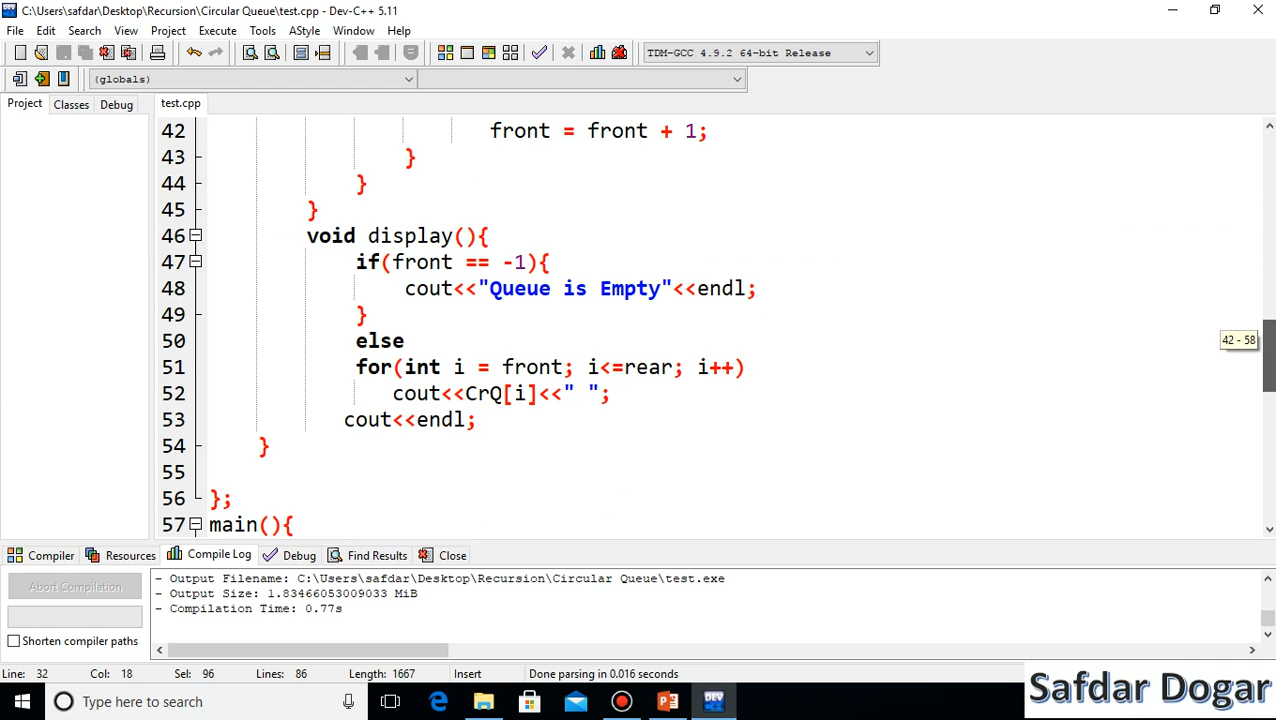 C:\Users\safdar\Desktop\Recursion\Circular Queue\test.cpp - Dev-C++ 5.11
File Edit Search View Project Execute Tools AStyle Window Help
TDM-GCC 4.9.2 64-bit Release
(globals)
Project Classes Debug test.cpp
42 front = front + 1;
43 }
44 }
45 }
46 void display(){
47 if(front == -1){
48 cout<<"Queue is Empty"<<endl;
49 }
50 else
51 for(int i = front; i<=rear; i++)
52 cout<<CrQ[i]<<" ";
53 cout<<endl;
54 }
55
56 };
57 main(){
42 - 58
Compiler Resources Compile Log Debug Find Results Close
Abort Compilation
Shorten compiler paths
- Output Filename: C:\Users\safdar\Desktop\Recursion\Circular Queue\test.exe
- Output Size: 1.83466053009033 MiB
- Compilation Time: 0.77s
Line: 32 Col: 18 Sel: 96 Lines: 86 Length: 1667 Insert Done parsing in 0.016 seconds
Type here to search
DEV
Safdar Dogar